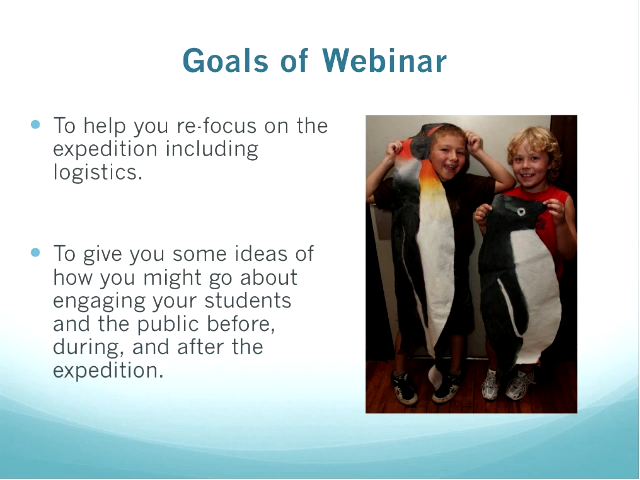 Goals of Webinar
To help you re-focus on the
expedition including
logistics.
To give you some ideas of
how you might go about
engaging your students
and the public before,
during, and after the
expedition.